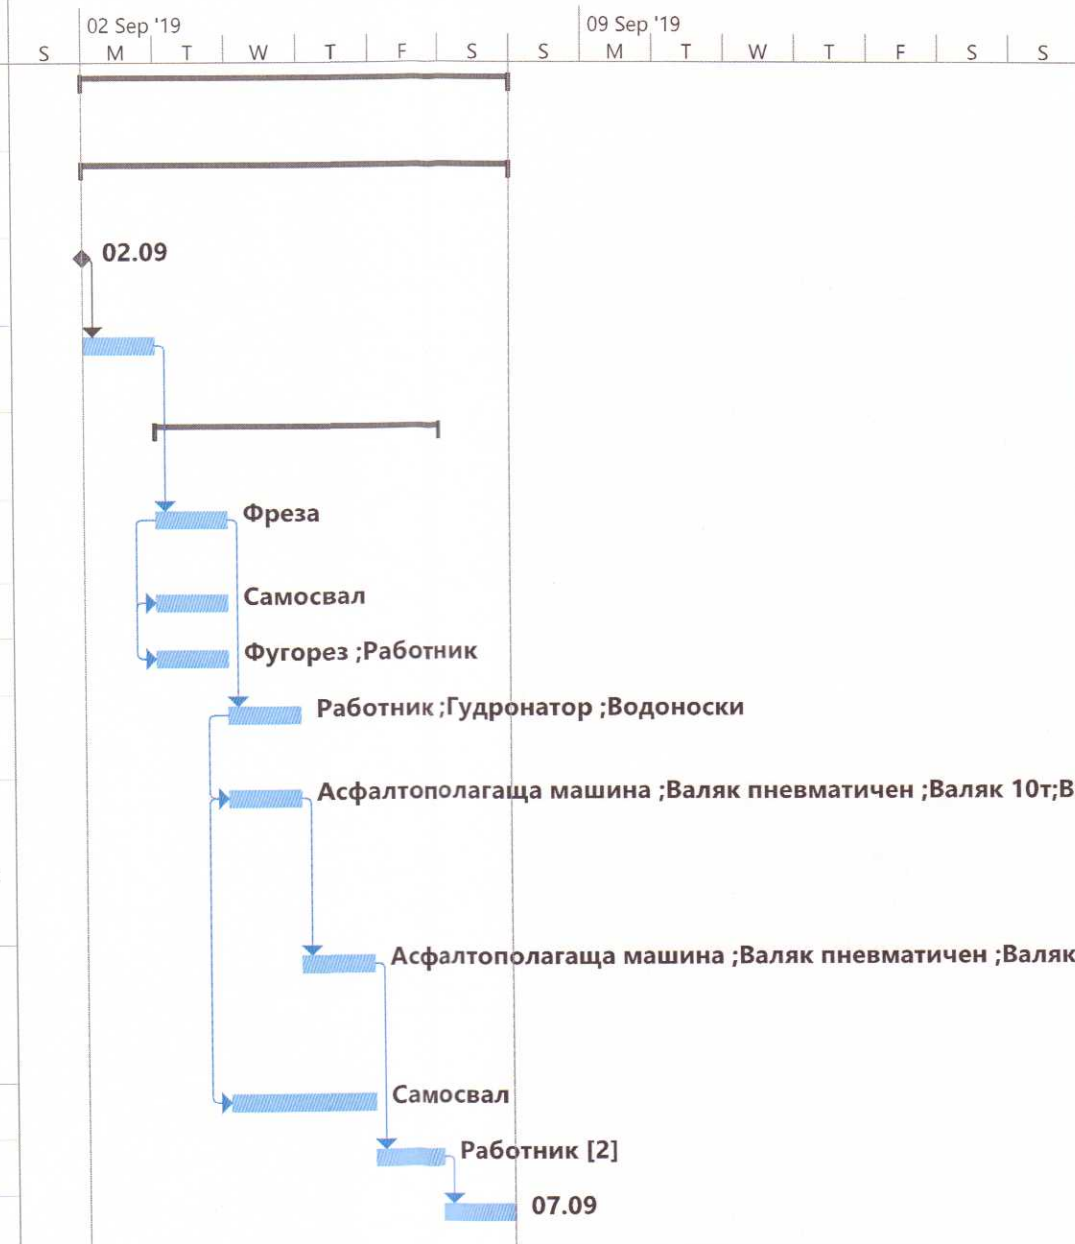 02 Sep '19 09 Sep '19
S M T W T F S S M T W T F S S
02.09
Фреза
Самосвал
Фугорез ;Работник
Работник ;Гудронатор ;Водоноски
Асфалтополагаща машина ;Валяк пневматичен ;Валяк 10т;В
Асфалтополагаща машина ;Валяк пневматичен ;Валяк
Самосвал
Работник [2]
07.09